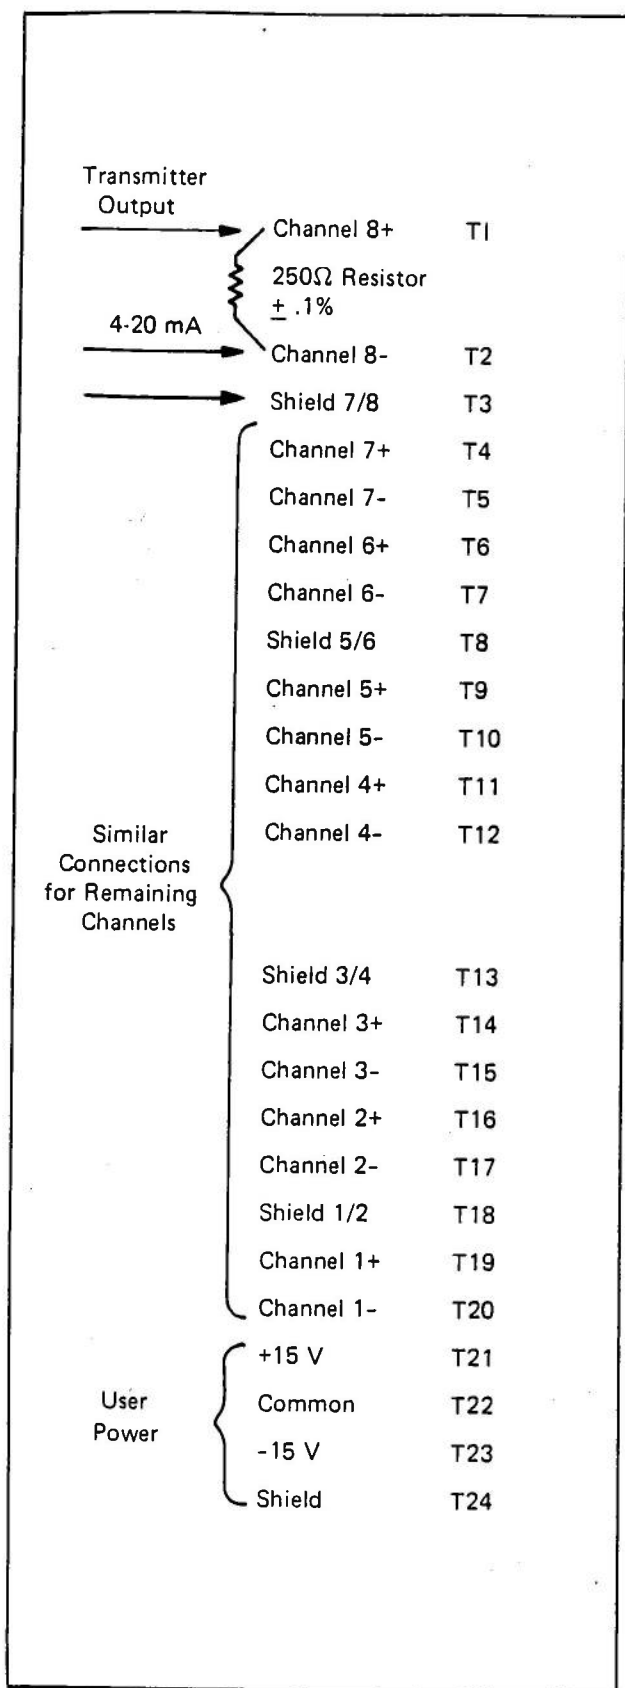 Transmitter
Output
Channel 8+ T1
250Ω Resistor
± .1%
4-20 mA
Channel 8- T2
Shield 7/8 T3
Channel 7+ T4
Channel 7- T5
Channel 6+ T6
Channel 6- T7
Shield 5/6 T8
Channel 5+ T9
Channel 5- T10
Channel 4+ T11
Channel 4- T12
Similar
Connections
for Remaining
Channels
Shield 3/4 T13
Channel 3+ T14
Channel 3- T15
Channel 2+ T16
Channel 2- T17
Shield 1/2 T18
Channel 1+ T19
Channel 1- T20
User
Power
+15 V T21
Common T22
-15 V T23
Shield T24